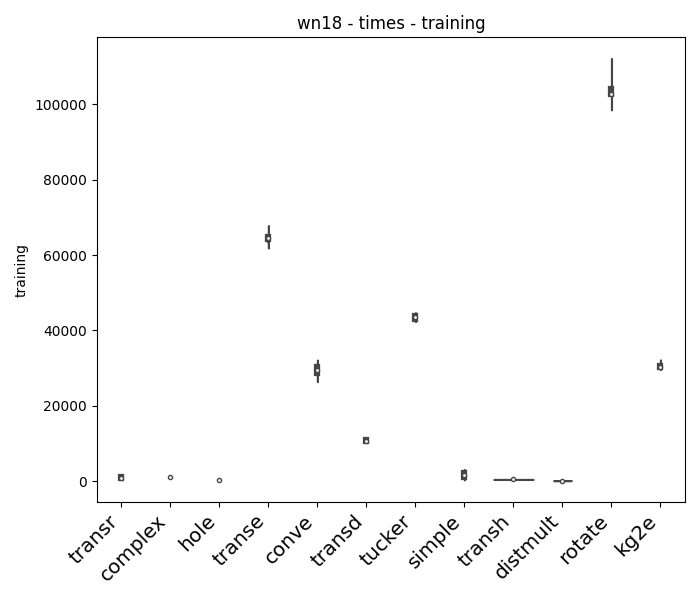 wn18 - times - training
training
100000
80000
60000
40000
20000
0
transr
complex
hole
transe
conve
transd
tucker
simple
transh
distmult
rotate
kg2e